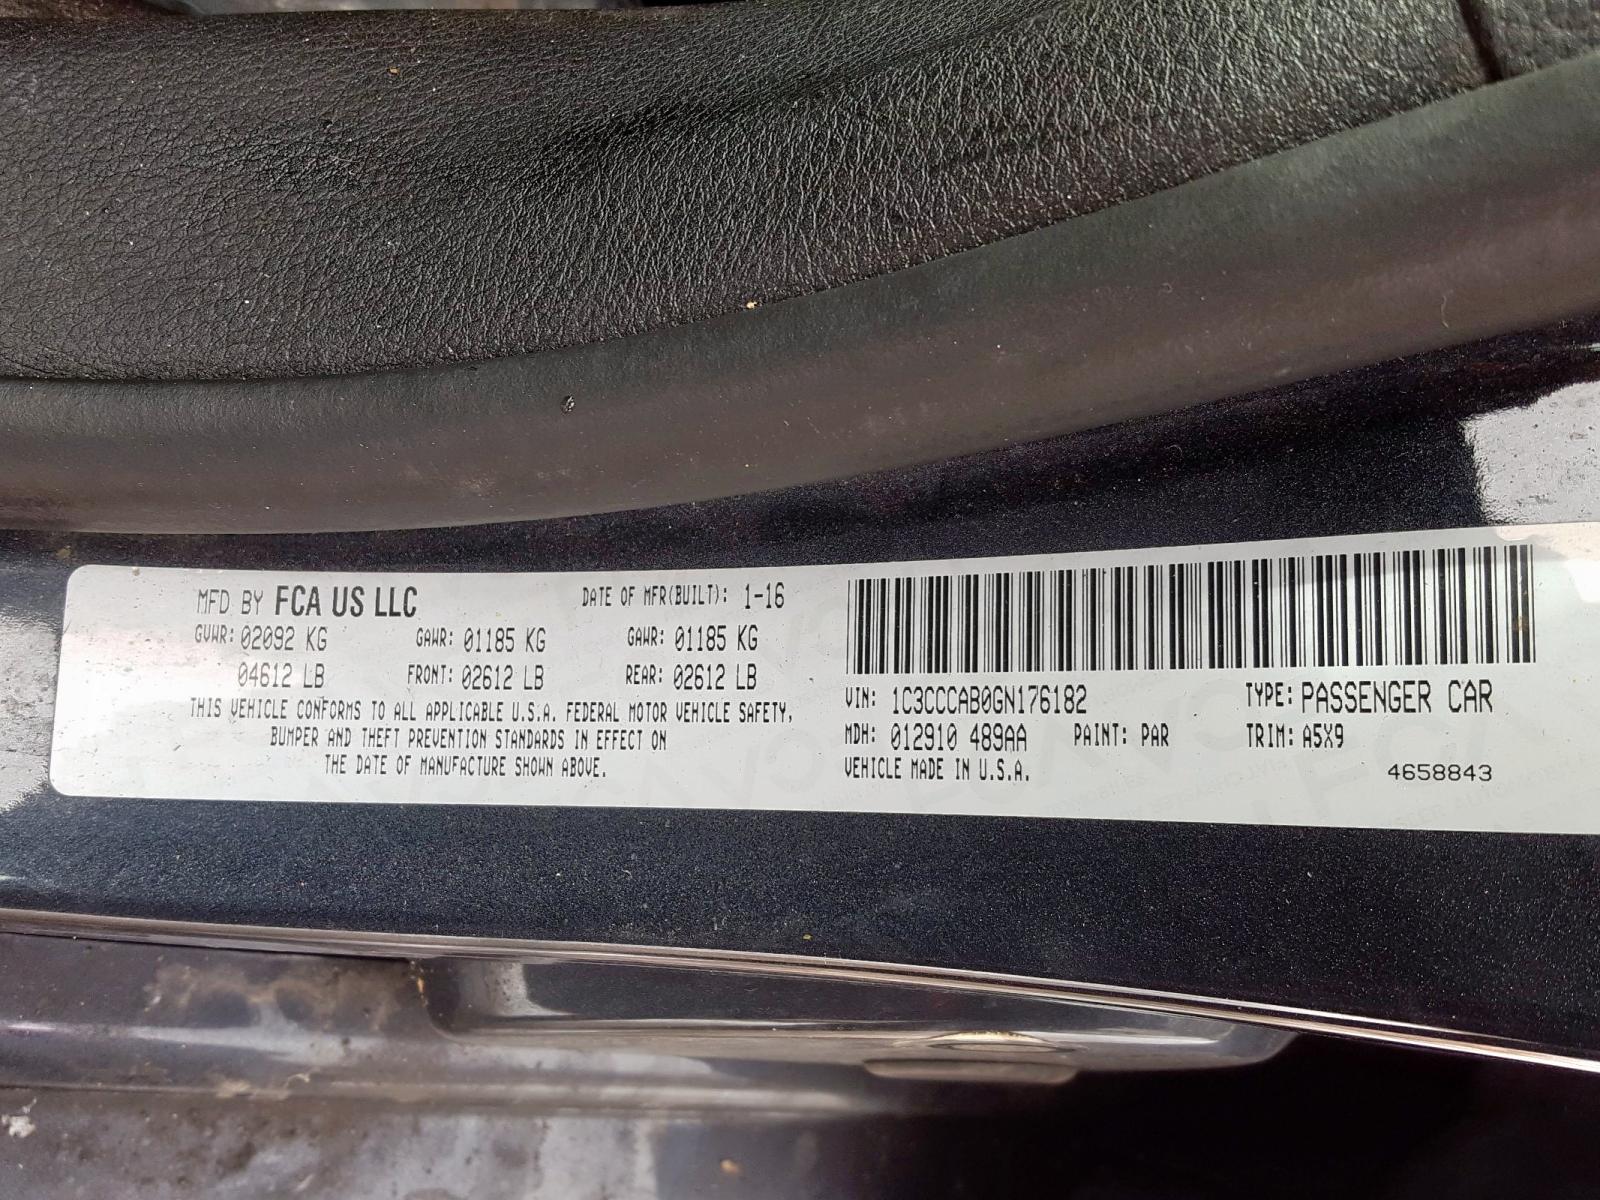 MFD BY FCA US LLC DATE OF MFR(BUILT): 1-16
GVWR: 02092 KG GAWR: 01185 KG GAWR: 01185 KG
04612 LB FRONT: 02612 LB REAR: 02612 LB
THIS VEHICLE CONFORMS TO ALL APPLICABLE U.S.A. FEDERAL MOTOR VEHICLE SAFETY,
BUMPER AND THEFT PREVENTION STANDARDS IN EFFECT ON
THE DATE OF MANUFACTURE SHOWN ABOVE.
VIN: 1C3CCCAB0GN176182 TYPE: PASSENGER CAR
MDH: 012910 489AA PAINT: PAR TRIM: A5X9
VEHICLE MADE IN U.S.A. 4658843